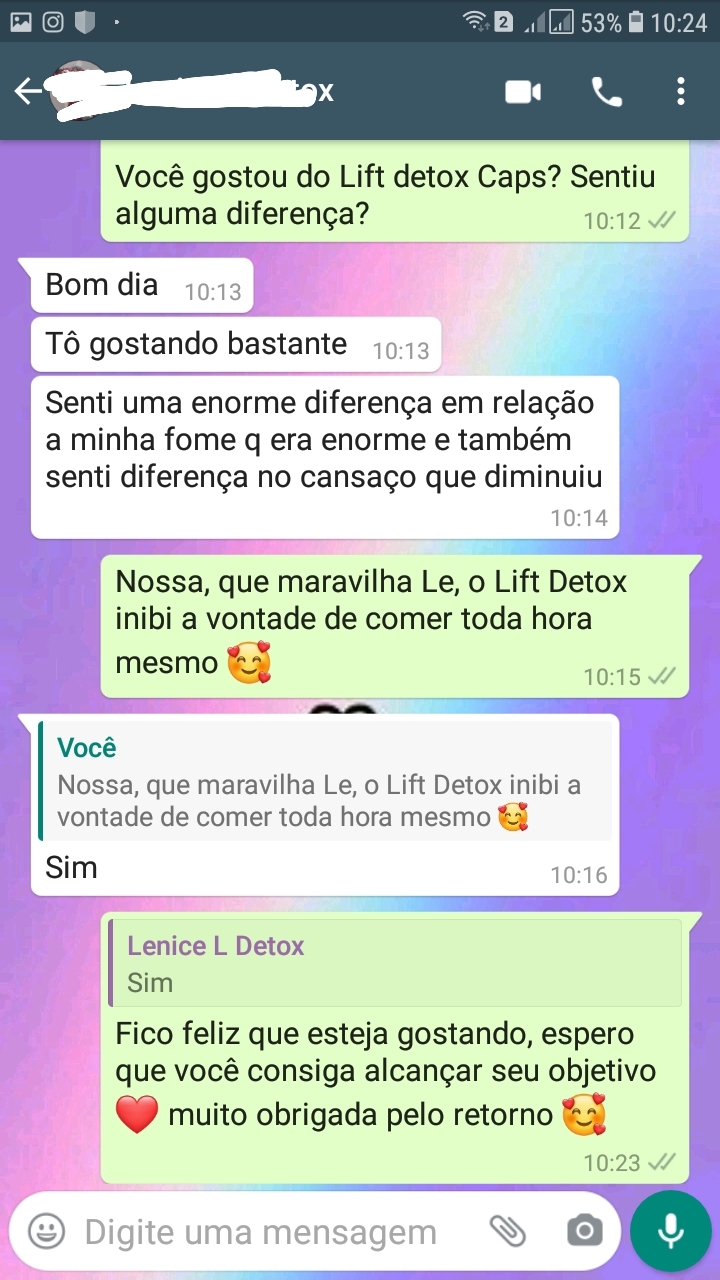 2 53% 10:24
ox
Você gostou do Lift detox Caps? Sentiu
alguma diferença? 10:12
Bom dia 10:13
Tô gostando bastante 10:13
Senti uma enorme diferença em relação
a minha fome q era enorme e também
senti diferença no cansaço que diminuiu
10:14
Nossa, que maravilha Le, o Lift Detox
inibi a vontade de comer toda hora
mesmo 🥰 10:15
Você
Nossa, que maravilha Le, o Lift Detox inibi a
vontade de comer toda hora mesmo 🥰
Sim 10:16
Lenice L Detox
Sim
Fico feliz que esteja gostando, espero
que você consiga alcançar seu objetivo
❤️ muito obrigada pelo retorno 🥰
10:23
Digite uma mensagem